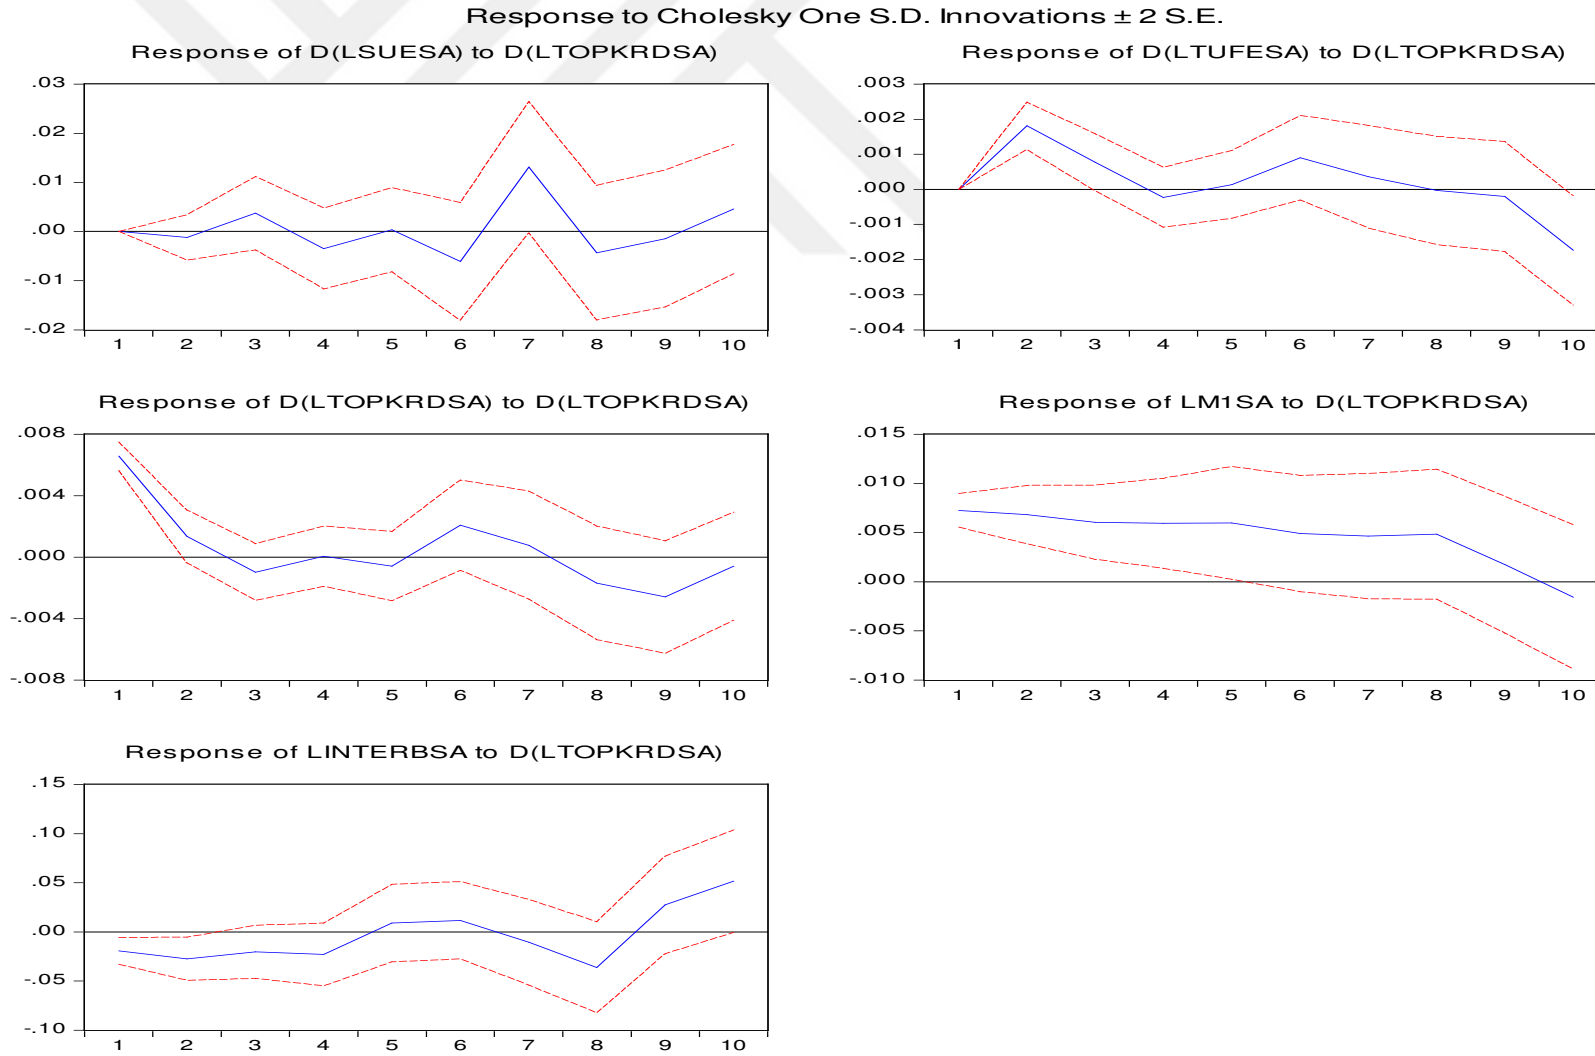 Response to Cholesky One S.D. Innovations ± 2 S.E.
Response of D(LSUESA) to D(LTOPKRDSA)
.03
.02
.01
.00
-.01
-.02
1 2 3 4 5 6 7 8 9 10
Response of D(LTUFESA) to D(LTOPKRDSA)
.003
.002
.001
.000
-.001
-.002
-.003
-.004
1 2 3 4 5 6 7 8 9 10
Response of D(LTOPKRDSA) to D(LTOPKRDSA)
.008
.004
.000
-.004
-.008
1 2 3 4 5 6 7 8 9 10
Response of LM1SA to D(LTOPKRDSA)
.015
.010
.005
.000
-.005
-.010
1 2 3 4 5 6 7 8 9 10
Response of LINTERBSA to D(LTOPKRDSA)
.15
.10
.05
.00
-.05
-.10
1 2 3 4 5 6 7 8 9 10